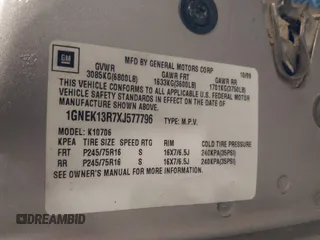 GM
MFD BY GENERAL MOTORS CORP
10/99
GVWR GAWR FRT GAWR RR
3085KG(6800LB) 1633KG(3600LB) 1701KG(3750LB)
THIS VEHICLE CONFORMS TO ALL APPLICABLE U.S.
FEDERAL MOTOR VEHICLE SAFETY STANDARDS IN
EFFECT ON THE DATE OF MANUFACTURE SHOWN ABOVE.
1GNEK13R7XJ577796 TYPE: M.P.V.
MODEL: K10706
KPEA TIRE SIZE SPEED RTG RIM COLD TIRE PRESSURE
FRT P245/75R16 S 16X7/6.5J 240KPA(35PSI)
RR P245/75R16 S 16X7/6.5J 240KPA(35PSI)
SEE OWNER'S MANUAL FOR MORE INFORMATION.
DREAMBID